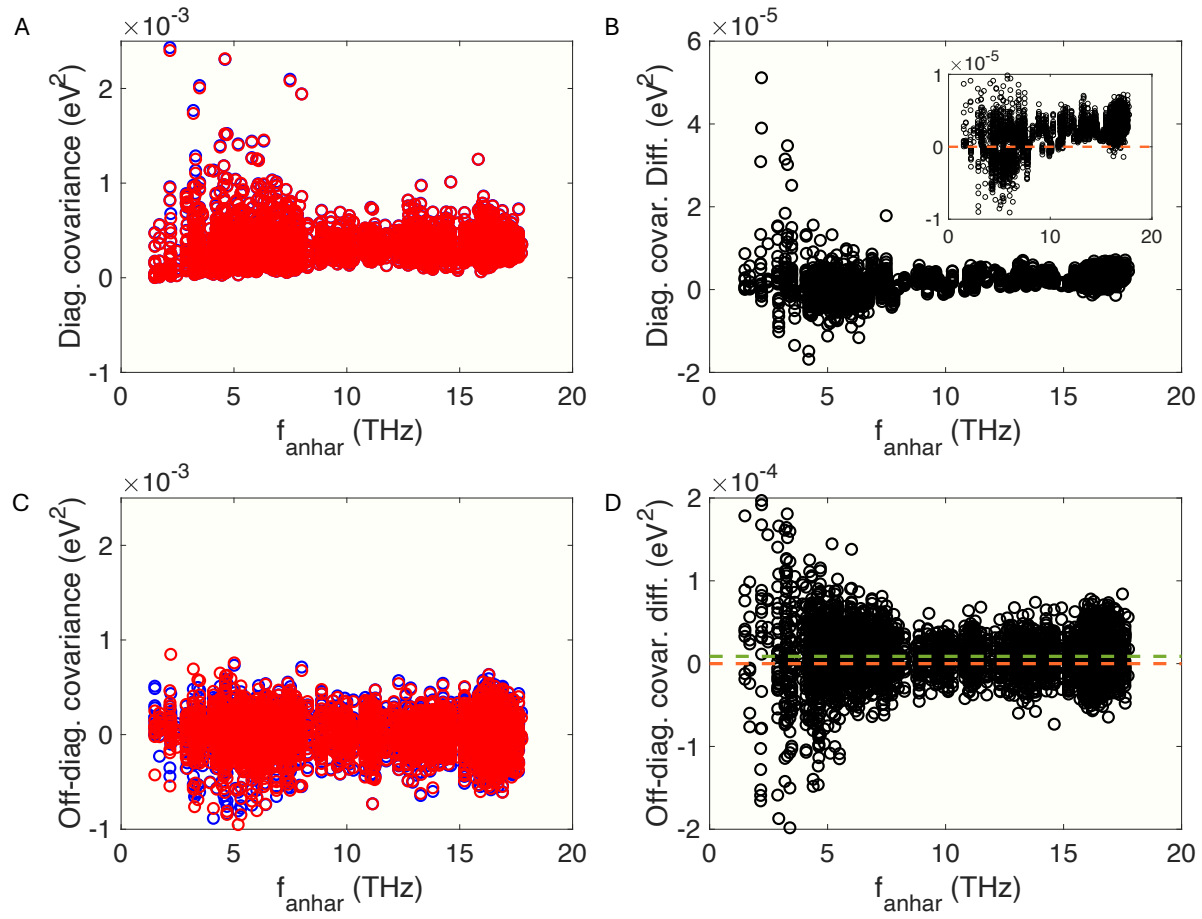 A
×10⁻³
Diag. covariance (eV²)
2
1
0
-1
0 5 10 15 20
f_anhar (THz)
B
×10⁻⁵
Diag. covar. Diff. (eV²)
6
4
2
0
-2
0 5 10 15 20
f_anhar (THz)
×10⁻⁵
1
0
-1
0 10 20
C
×10⁻³
Off-diag. covariance (eV²)
2
1
0
-1
0 5 10 15 20
f_anhar (THz)
D
×10⁻⁴
Off-diag. covar. diff. (eV²)
2
1
0
-1
-2
0 5 10 15 20
f_anhar (THz)